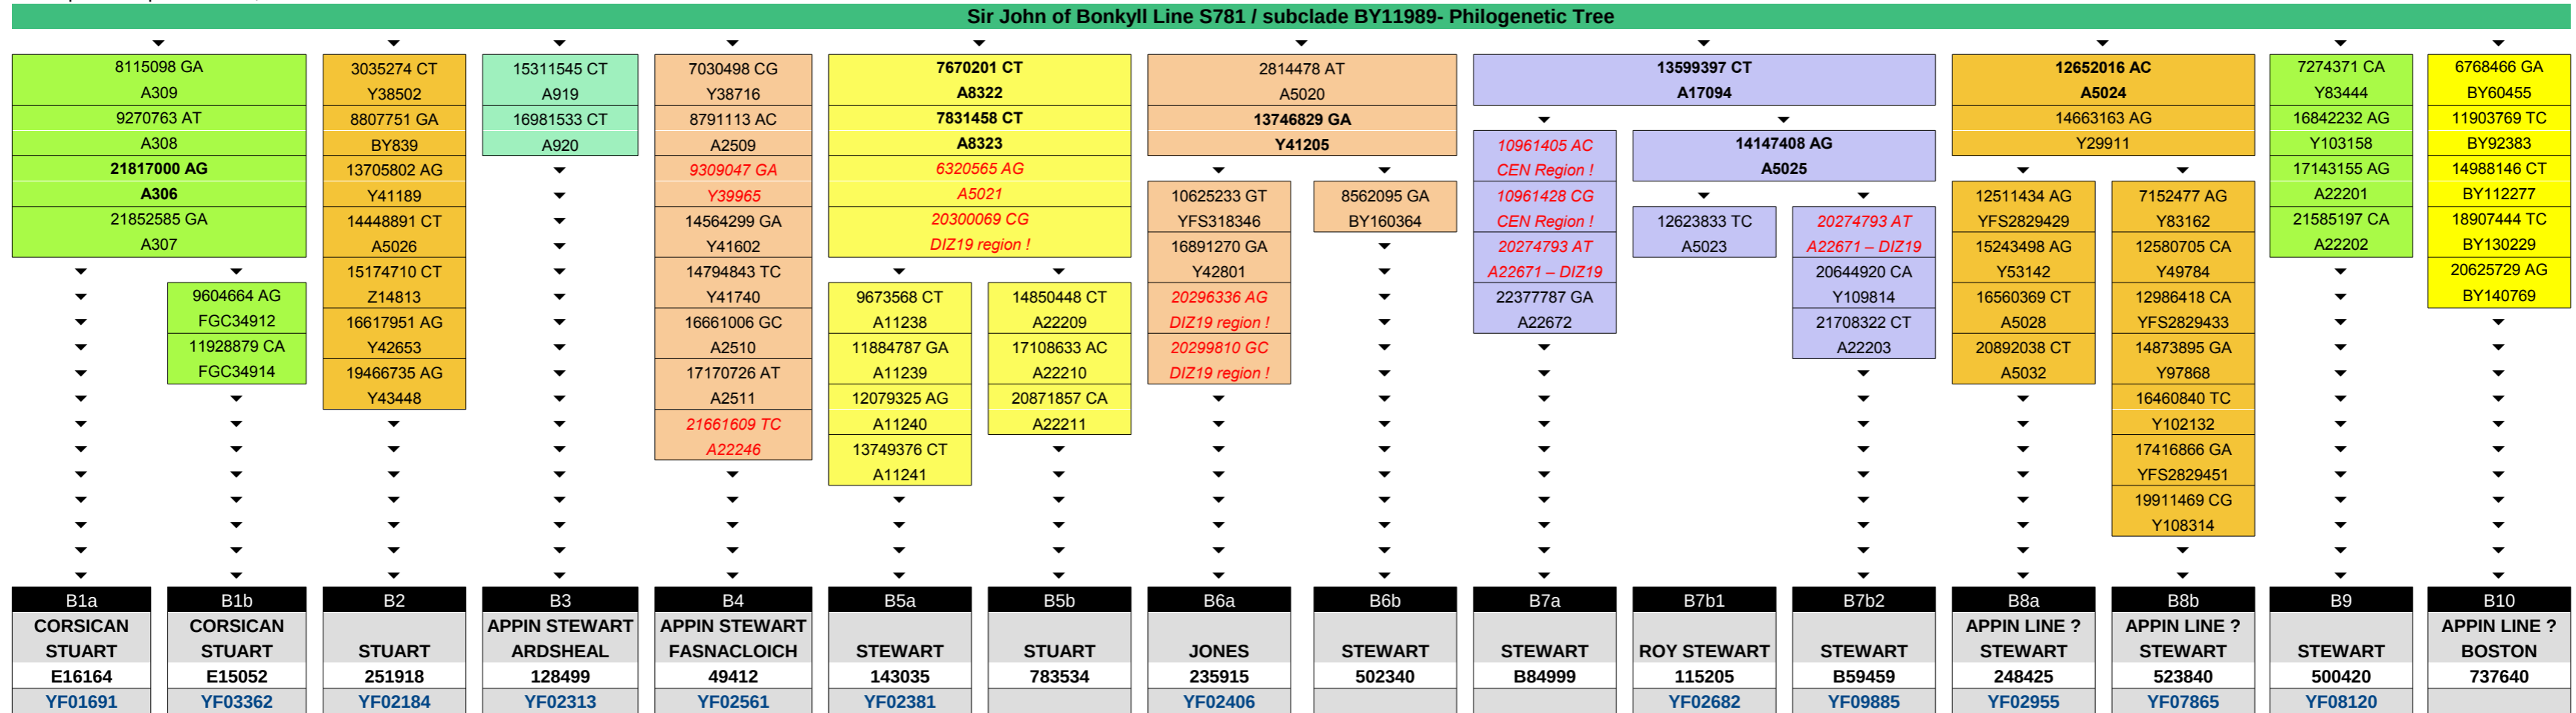 Sir John of Bonkyll Line S781 / subclade BY11989- Philogenetic Tree
8115098 GA
A309
9270763 AT
A308
21817000 AG
A306
21852585 GA
A307
9604664 AG
FGC34912
11928879 CA
FGC34914
3035274 CT
Y38502
8807751 GA
BY839
13705802 AG
Y41189
14448891 CT
A5026
15174710 CT
Z14813
16617951 AG
Y42653
19466735 AG
Y43448
15311545 CT
A919
16981533 CT
A920
7030498 CG
Y38716
8791113 AC
A2509
9309047 GA
Y39965
14564299 GA
Y41602
14794843 TC
Y41740
16661006 GC
A2510
17170726 AT
A2511
21661609 TC
A22246
7670201 CT
A8322
7831458 CT
A8323
6320565 AG
A5021
20300069 CG
DIZ19 region !
9673568 CT
A11238
11884787 GA
A11239
12079325 AG
A11240
13749376 CT
A11241
14850448 CT
A22209
17108633 AC
A22210
20871857 CA
A22211
2814478 AT
A5020
13746829 GA
Y41205
10625233 GT
YFS318346
16891270 GA
Y42801
20296336 AG
DIZ19 region !
20299810 GC
DIZ19 region !
8562095 GA
BY160364
13599397 CT
A17094
10961405 AC
CEN Region !
10961428 CG
CEN Region !
20274793 AT
A22671 – DIZ19
22377787 GA
A22672
14147408 AG
A5025
12623833 TC
A5023
20274793 AT
A22671 – DIZ19
20644920 CA
Y109814
21708322 CT
A22203
12652016 AC
A5024
14663163 AG
Y29911
12511434 AG
YFS2829429
15243498 AG
Y53142
16560369 CT
A5028
20892038 CT
A5032
7152477 AG
Y83162
12580705 CA
Y49784
12986418 CA
YFS2829433
14873895 GA
Y97868
16460840 TC
Y102132
17416866 GA
YFS2829451
19911469 CG
Y108314
7274371 CA
Y83444
16842232 AG
Y103158
17143155 AG
A22201
21585197 CA
A22202
6768466 GA
BY60455
11903769 TC
BY92383
14988146 CT
BY112277
18907444 TC
BY130229
20625729 AG
BY140769
B1a
CORSICAN
STUART
E16164
YF01691
B1b
CORSICAN
STUART
E15052
YF03362
B2
STUART
251918
YF02184
B3
APPIN STEWART
ARDSHEAL
128499
YF02313
B4
APPIN STEWART
FASNACLOICH
49412
YF02561
B5a
STEWART
143035
YF02381
B5b
STUART
783534
B6a
JONES
235915
YF02406
B6b
STEWART
502340
B7a
STEWART
B84999
B7b1
ROY STEWART
115205
YF02682
B7b2
STEWART
B59459
YF09885
B8a
APPIN LINE ?
STEWART
248425
YF02955
B8b
APPIN LINE ?
STEWART
523840
YF07865
B9
STEWART
500420
YF08120
B10
APPIN LINE ?
BOSTON
737640